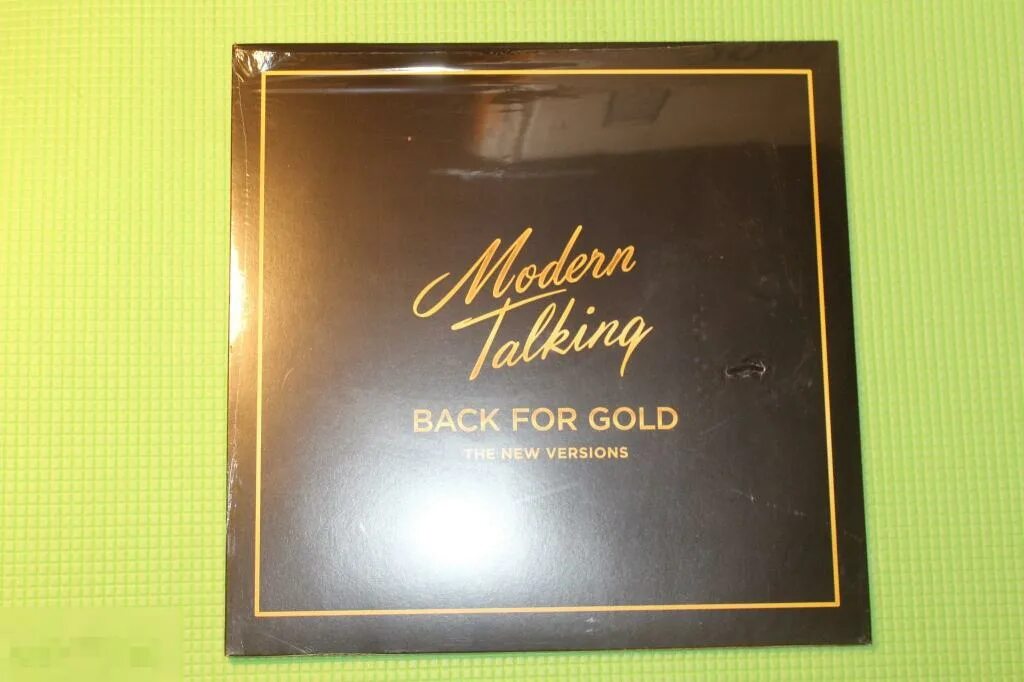 Modern
Talking
BACK FOR GOLD
THE NEW VERSIONS